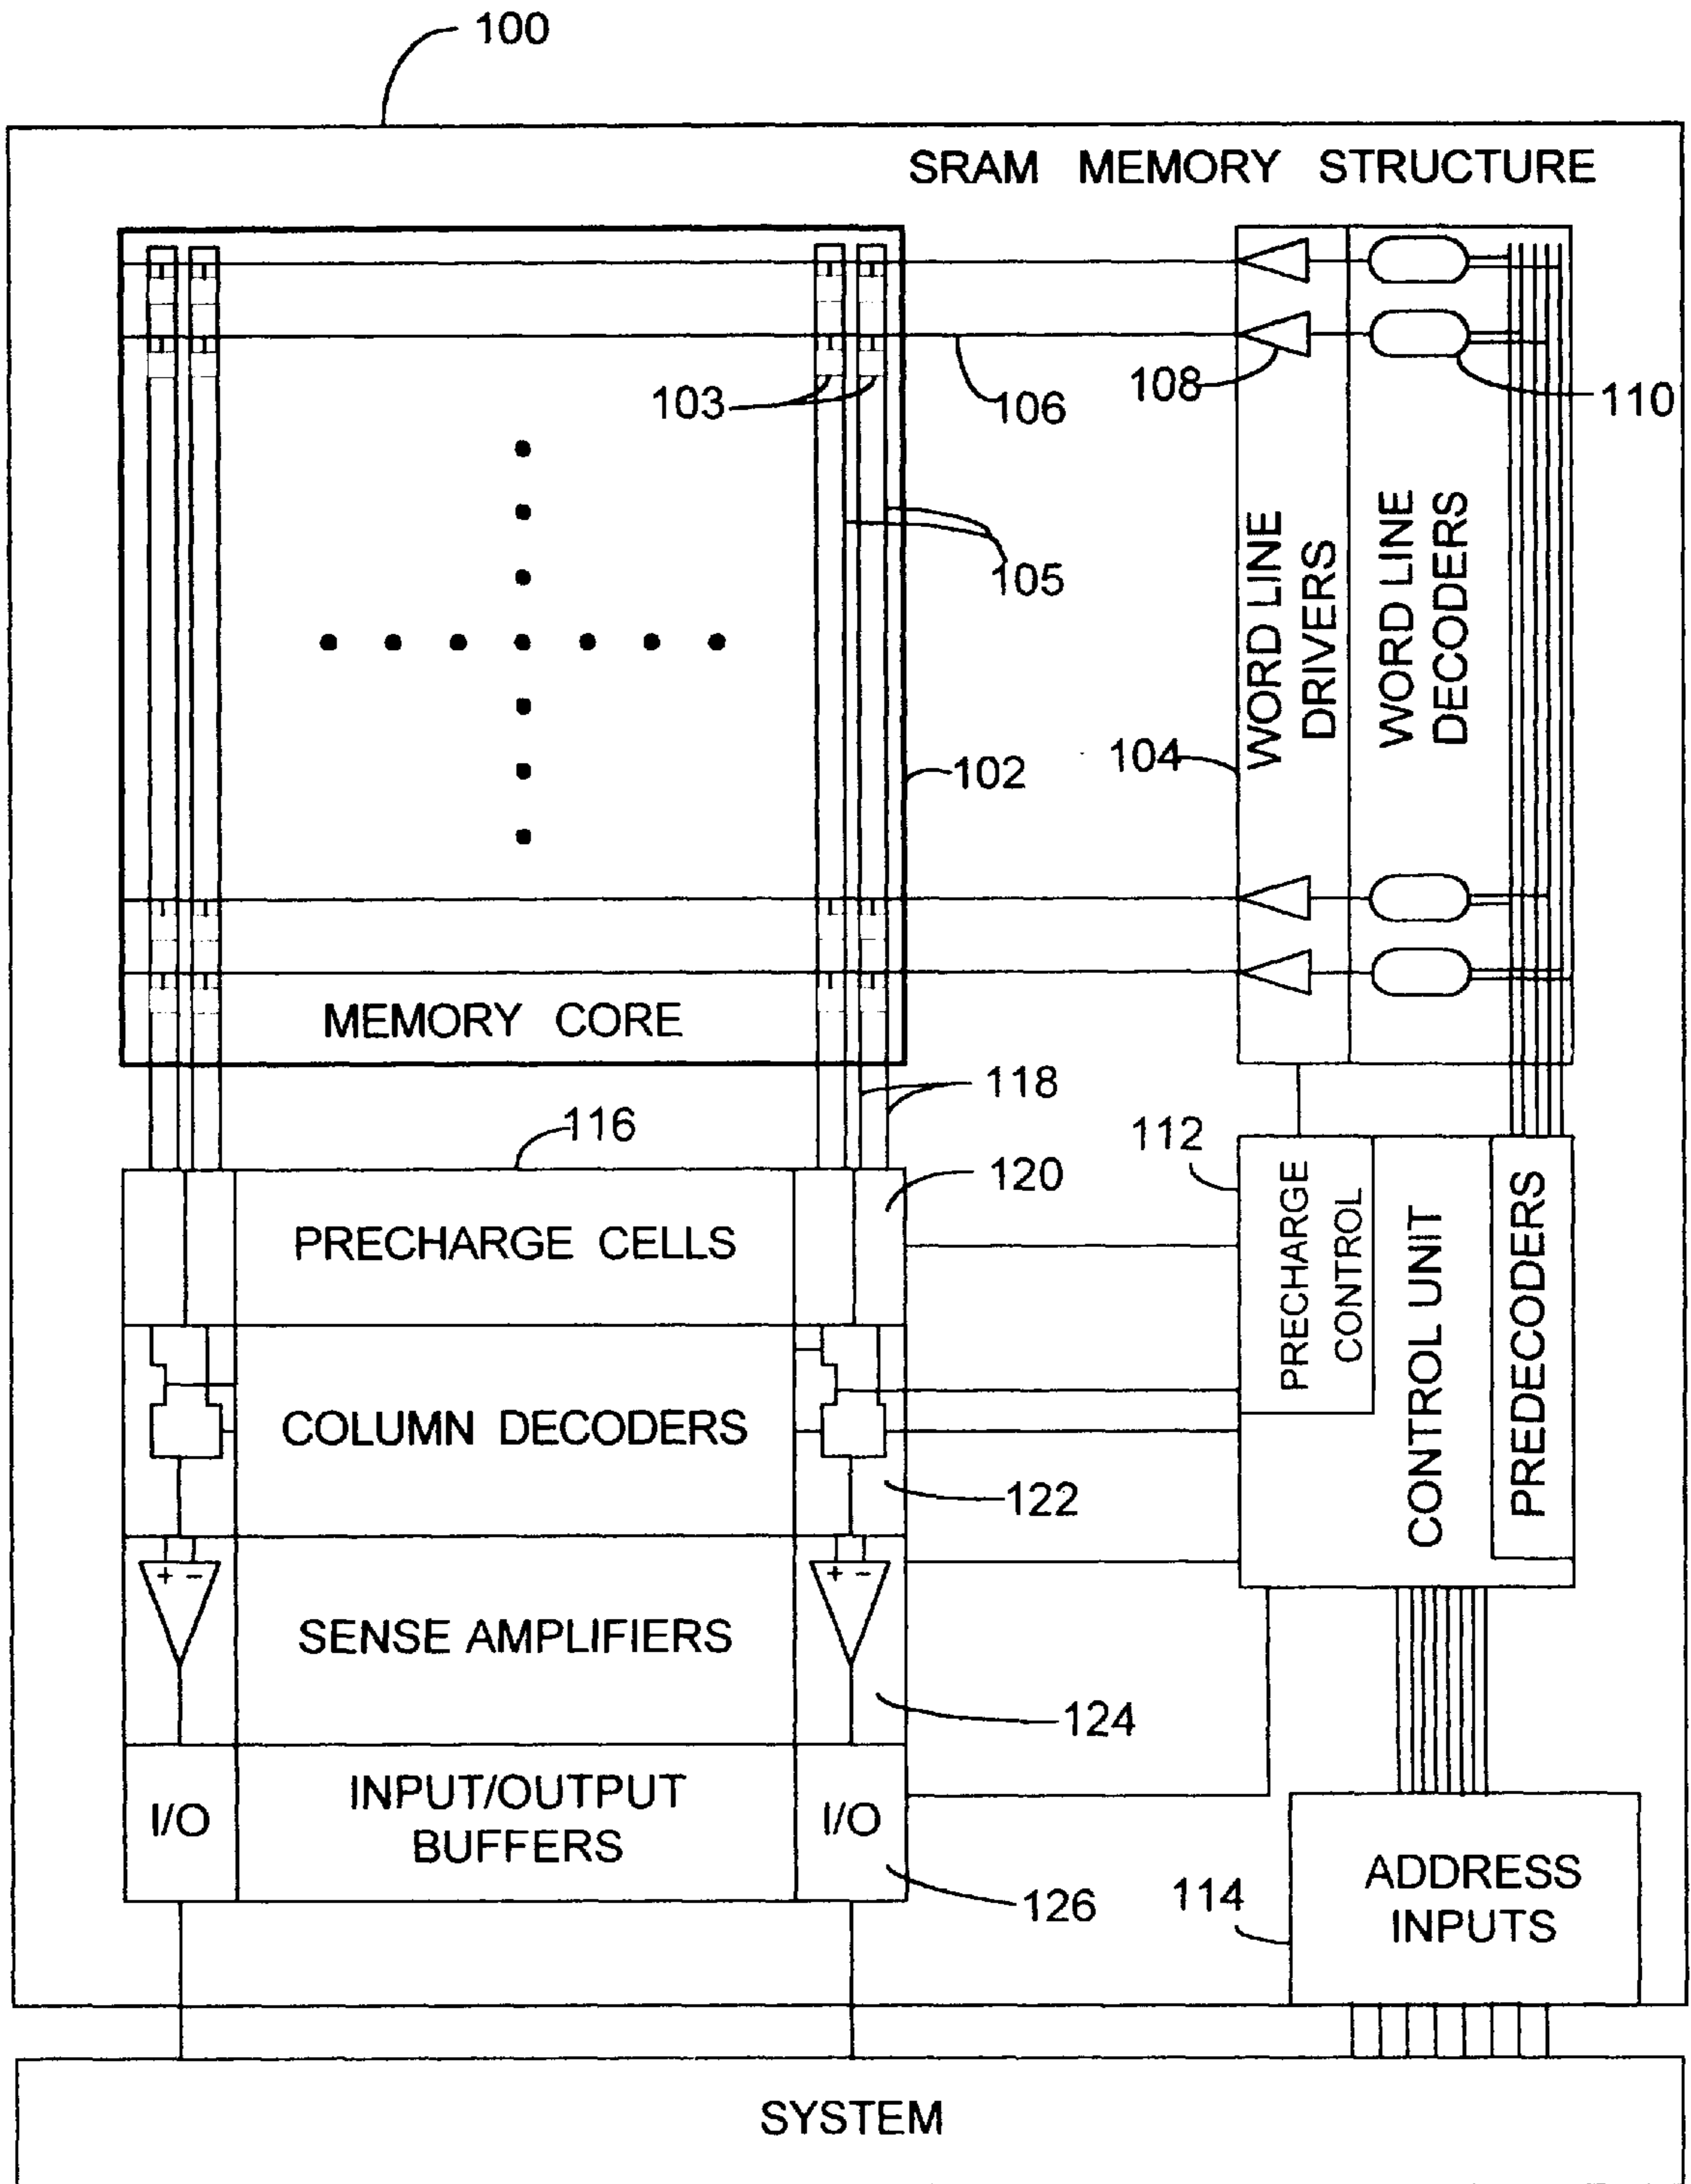 100
SRAM MEMORY STRUCTURE
103
106
108
110
105
WORD LINE
DRIVERS
WORD LINE
DECODERS
102
104
MEMORY CORE
118
116
112
120
PRECHARGE CELLS
PRECHARGE
CONTROL
CONTROL UNIT
PREDECODERS
COLUMN DECODERS
122
+ −
+ −
SENSE AMPLIFIERS
124
I/O
INPUT/OUTPUT
BUFFERS
I/O
126
114
ADDRESS
INPUTS
SYSTEM